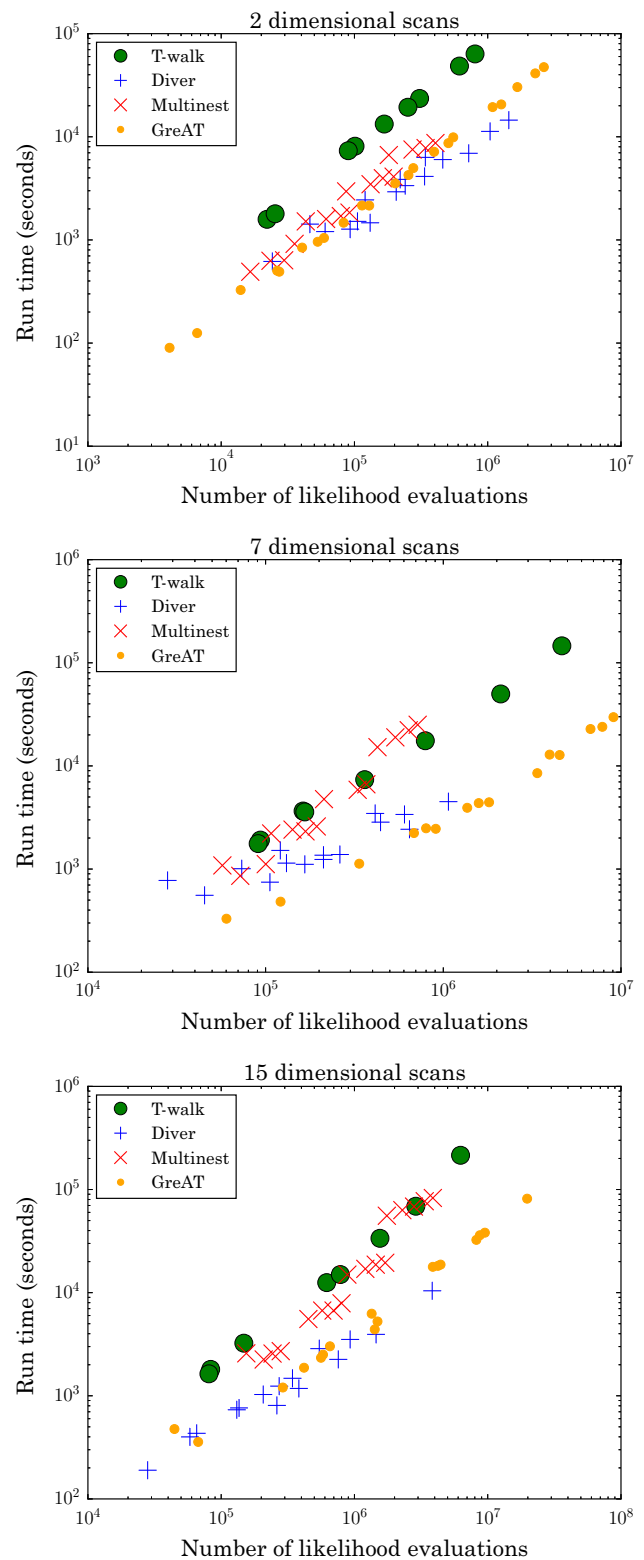 2 dimensional scans
10^5
10^4
10^3
10^2
10^1
Run time (seconds)
T-walk
Diver
Multinest
GreAT
10^3 10^4 10^5 10^6 10^7
Number of likelihood evaluations
7 dimensional scans
10^6
10^5
10^4
10^3
10^2
Run time (seconds)
T-walk
Diver
Multinest
GreAT
10^4 10^5 10^6 10^7
Number of likelihood evaluations
15 dimensional scans
10^6
10^5
10^4
10^3
10^2
Run time (seconds)
T-walk
Diver
Multinest
GreAT
10^4 10^5 10^6 10^7 10^8
Number of likelihood evaluations